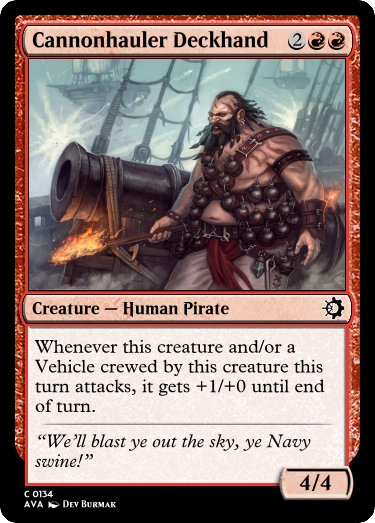 Cannonhauler Deckhand 2
Creature — Human Pirate
Whenever this creature and/or a
Vehicle crewed by this creature this
turn attacks, it gets +1/+0 until end
of turn.
“We’ll blast ye out the sky, ye Navy
swine!”
4/4
C 0134
AVA Dev Burmak